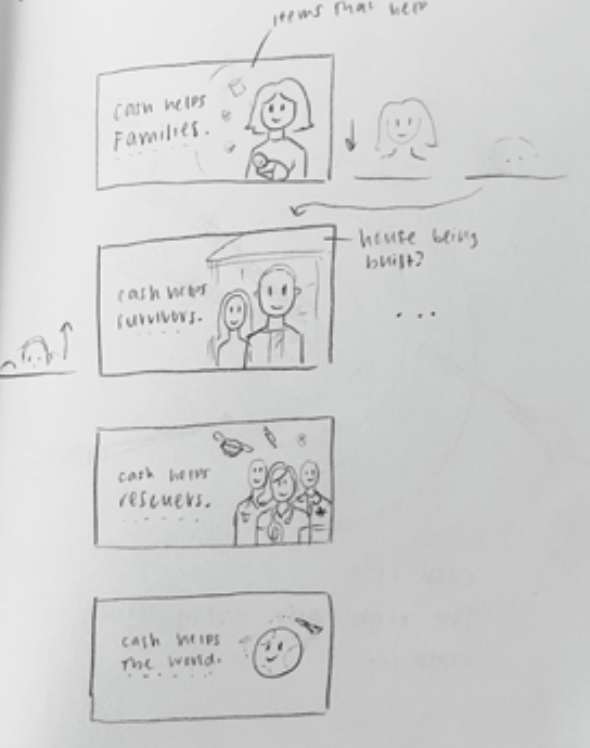 items that help
cash helps
Families.
house being
built?
cash helps
survivors.
cash helps
rescuers.
cash helps
the world.